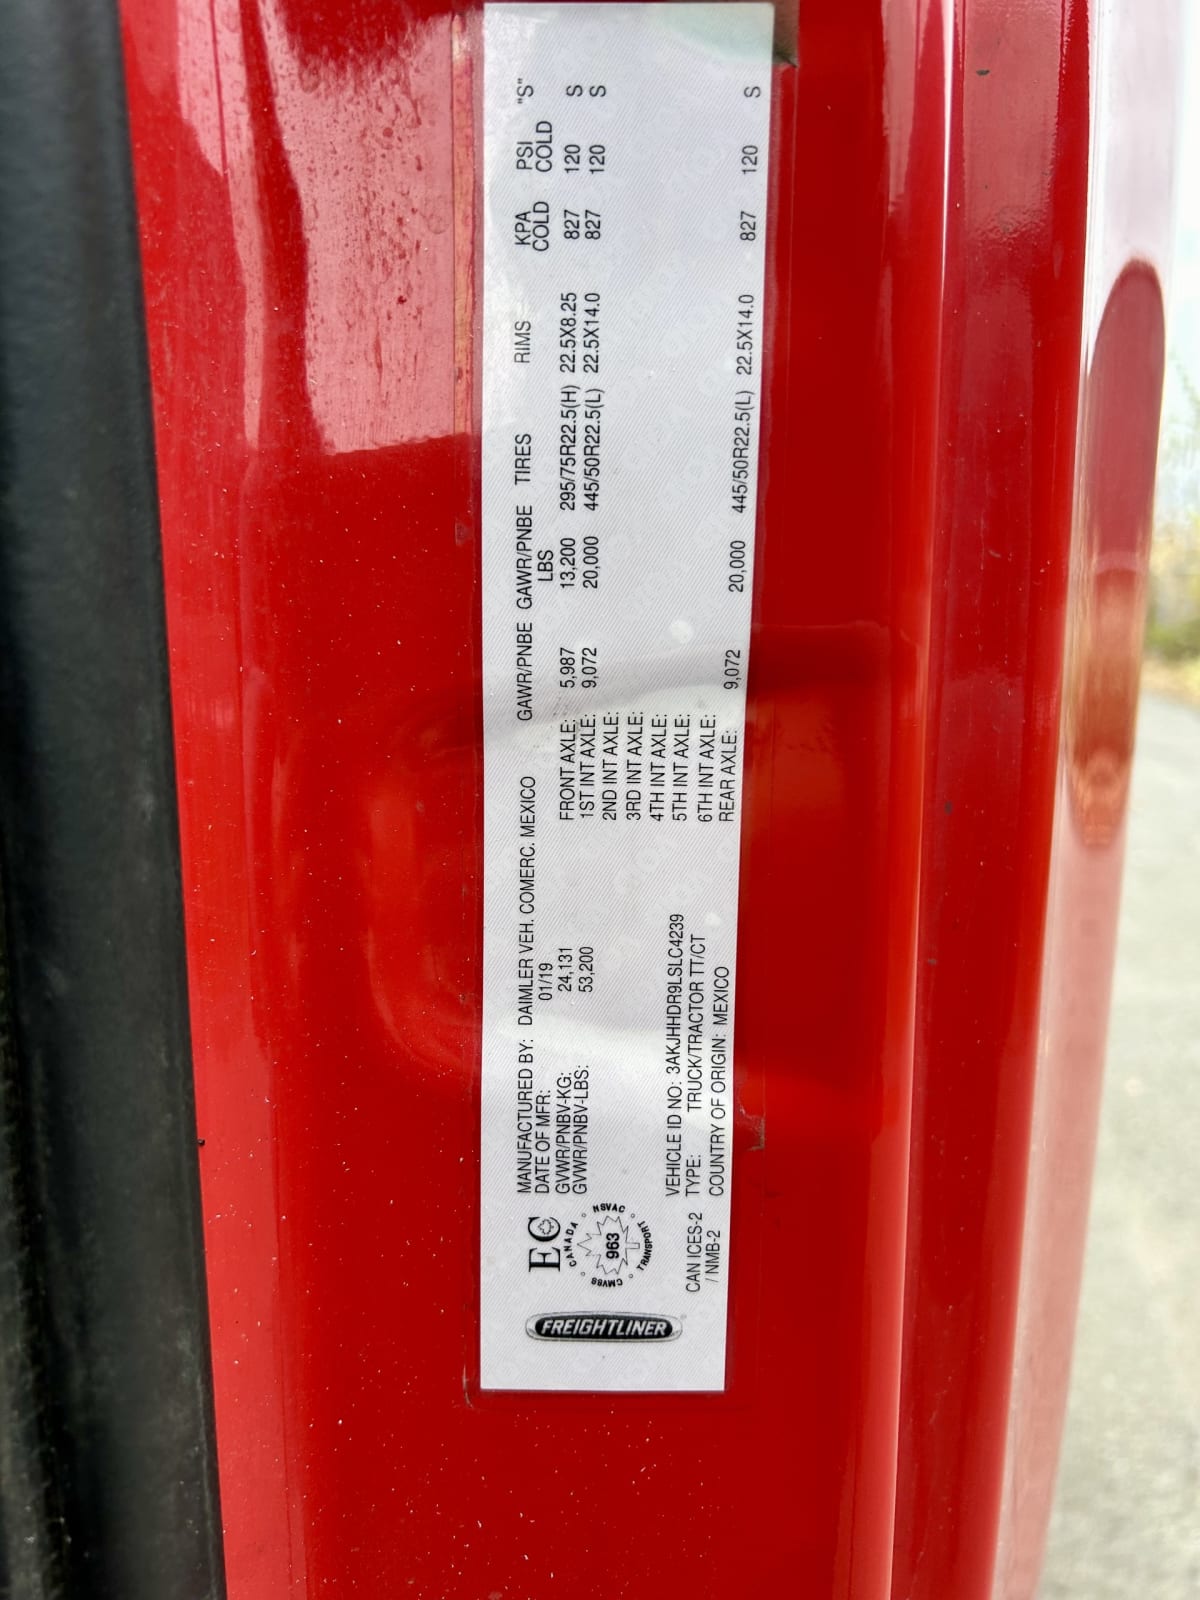 FREIGHTLINER
EC
CANADA
NSVAC
TRANSPORT
CMVSS
963
CAN ICES-2
/ NMB-2
MANUFACTURED BY: DAIMLER VEH. COMERC. MEXICO
DATE OF MFR: 01/19
GVWR/PNBV-KG: 24,131
GVWR/PNBV-LBS: 53,200
VEHICLE ID NO: 3AKJHHDR9LSLC4239
TYPE: TRUCK/TRACTOR TT/CT
COUNTRY OF ORIGIN: MEXICO
GAWR/PNBE GAWR/PNBE TIRES RIMS KPA PSI "S"
LBS COLD COLD
FRONT AXLE: 5,987 13,200 295/75R22.5(H) 22.5X8.25 827 120 S
1ST INT AXLE: 9,072 20,000 445/50R22.5(L) 22.5X14.0 827 120 S
2ND INT AXLE:
3RD INT AXLE:
4TH INT AXLE:
5TH INT AXLE:
6TH INT AXLE:
REAR AXLE: 9,072 20,000 445/50R22.5(L) 22.5X14.0 827 120 S